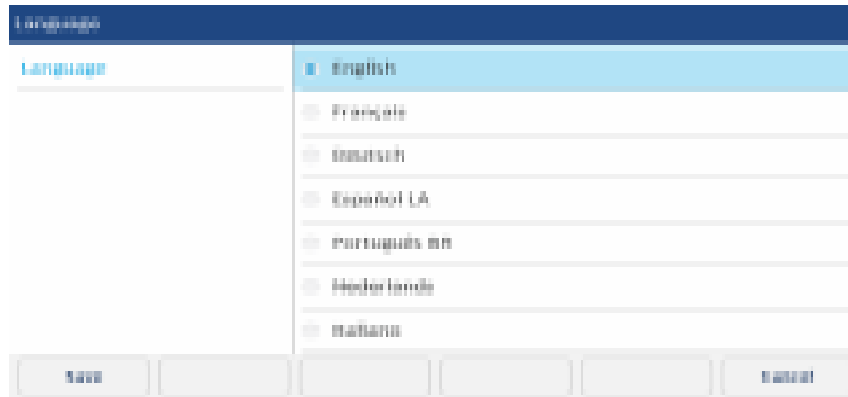 Language
Language
English
Français
Deutsch
Español LA
Português BR
Nederlands
Italiano
Save
Cancel